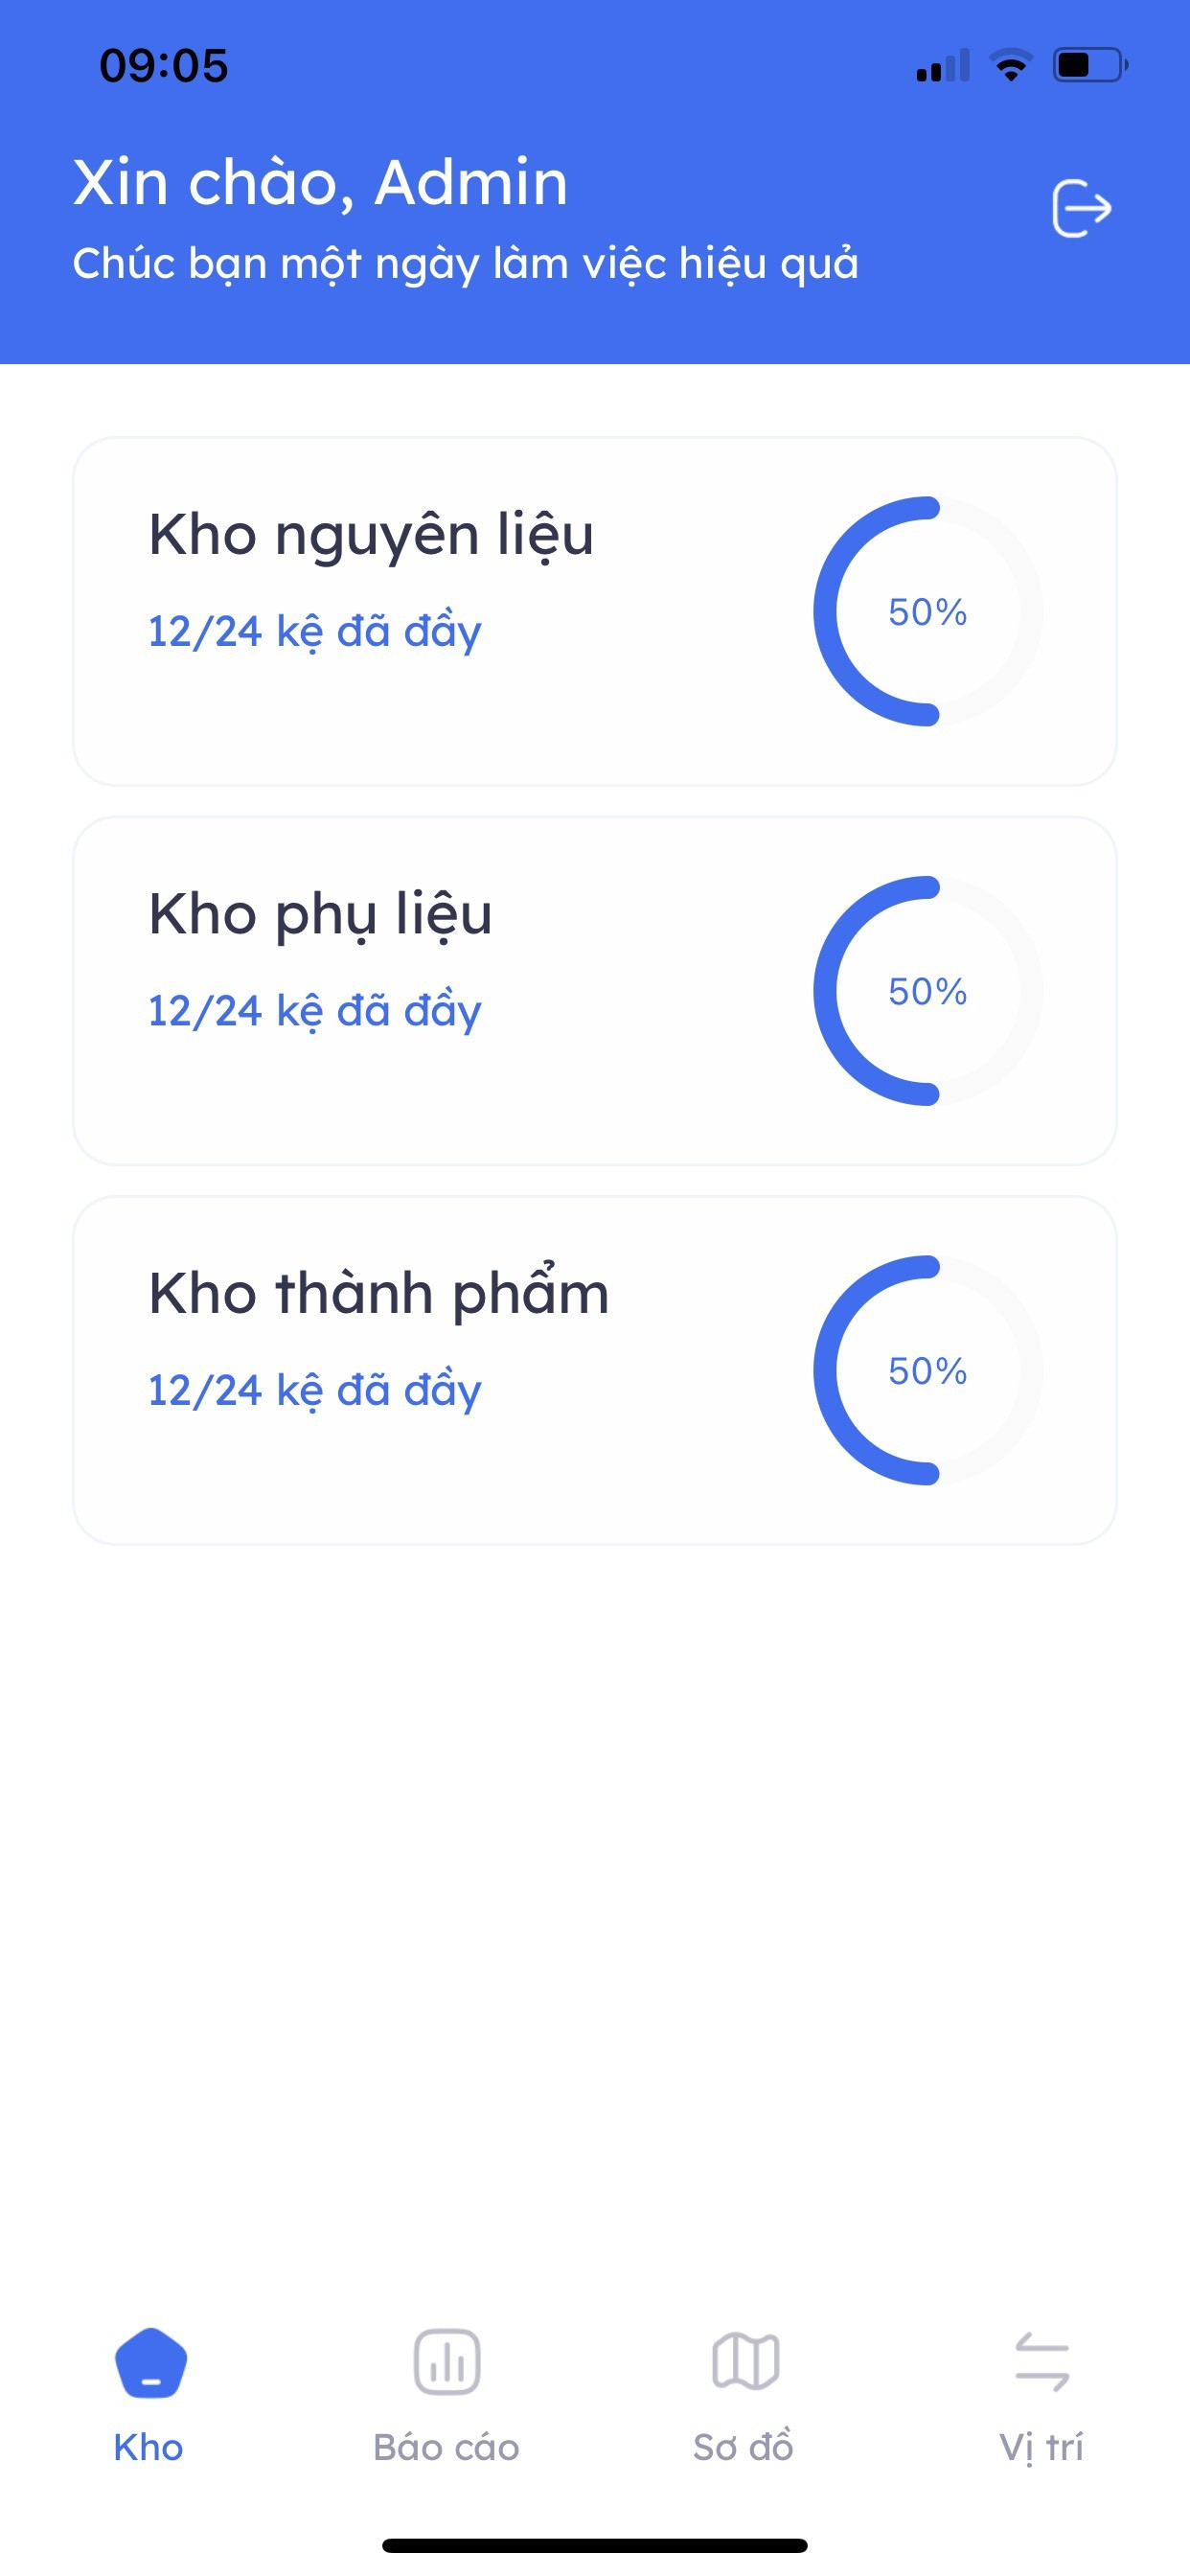 09:05
Xin chào, Admin
Chúc bạn một ngày làm việc hiệu quả
Kho nguyên liệu
12/24 kệ đã đầy
50%
Kho phụ liệu
12/24 kệ đã đầy
50%
Kho thành phẩm
12/24 kệ đã đầy
50%
Kho
Báo cáo
Sơ đồ
Vị trí